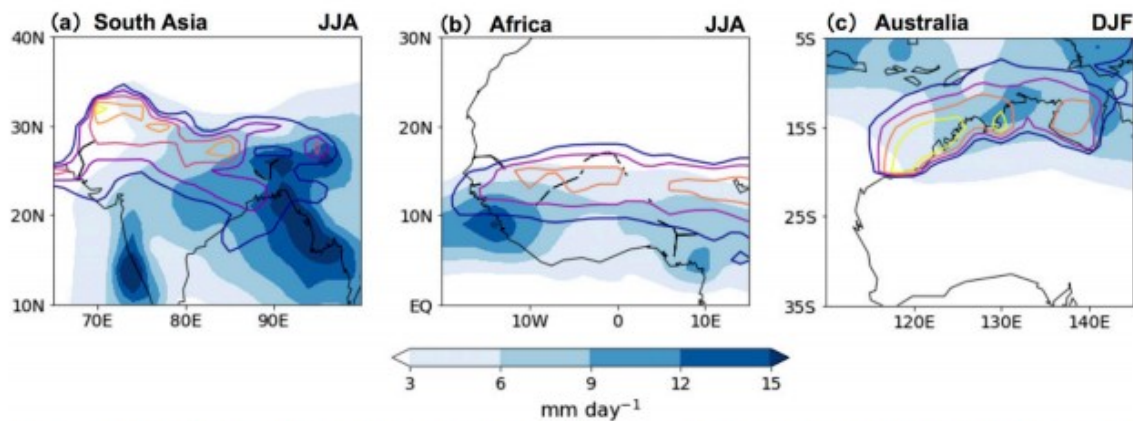 (a) South Asia JJA
40N
30N
20N
10N
70E 80E 90E
(b) Africa JJA
30N
20N
10N
EQ
10W 0 10E
(c) Australia DJF
5S
15S
25S
35S
120E 130E 140E
3 6 9 12 15
mm day⁻¹